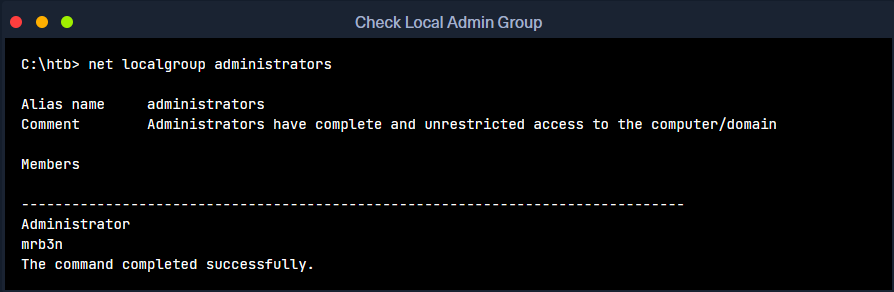 Check Local Admin Group
C:\htb> net localgroup administrators
Alias name     administrators
Comment        Administrators have complete and unrestricted access to the computer/domain
Members
-------------------------------------------------------------------------------
Administrator
mrb3n
The command completed successfully.